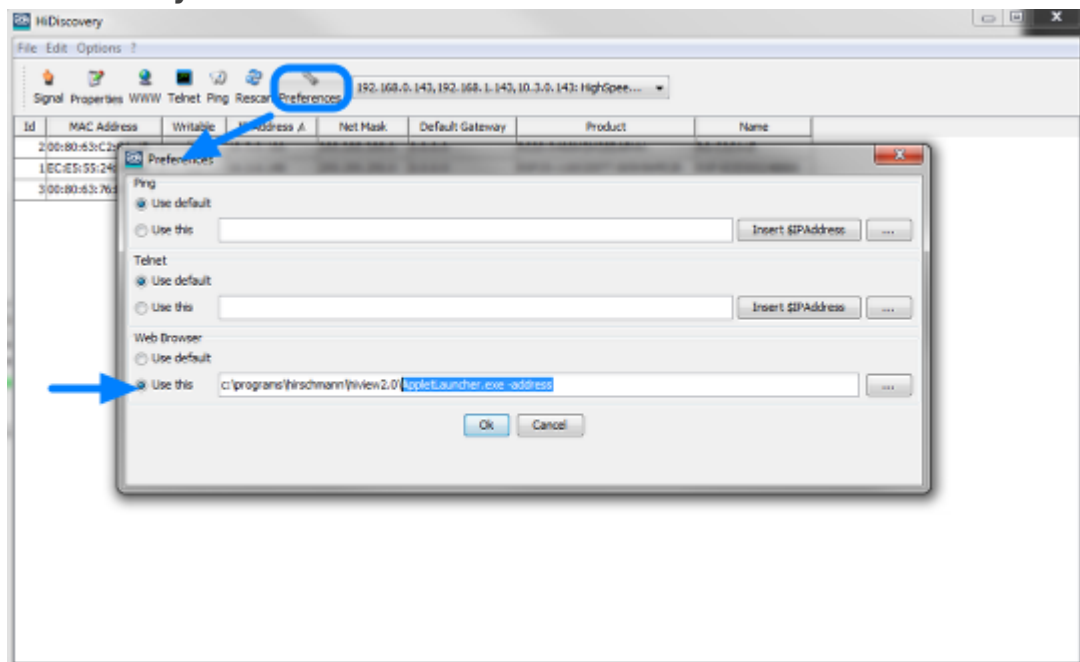 HiDiscovery
File Edit Options ?
Signal Properties WWW Telnet Ping Rescan Preferences 192.168.0.143,192.168.1.143,10.3.0.143: HighSpee...
Id MAC Address Writable Address Net Mask Default Gateway Product Name
2 00:80:63:C2:
1 EC:E5:55:24:
3 00:80:63:76:
Preferences
Ping
Use default
Use this Insert $IPAddress ...
Telnet
Use default
Use this Insert $IPAddress ...
Web Browser
Use default
Use this c:\programs\hirschmann\hiview2.0\AppletLauncher.exe -address ...
Ok Cancel